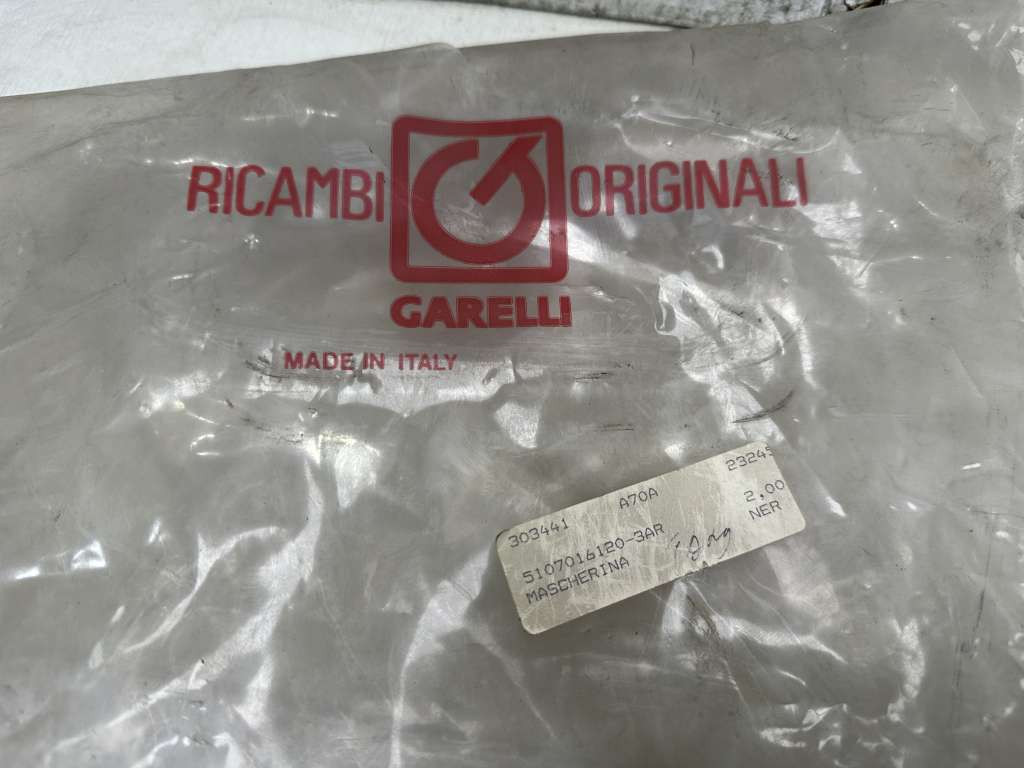 RICAMBI ORIGINALI
GARELLI
MADE IN ITALY
303441 A70A 23245
5107016120-3AR 2,00
MASCHERINA NER